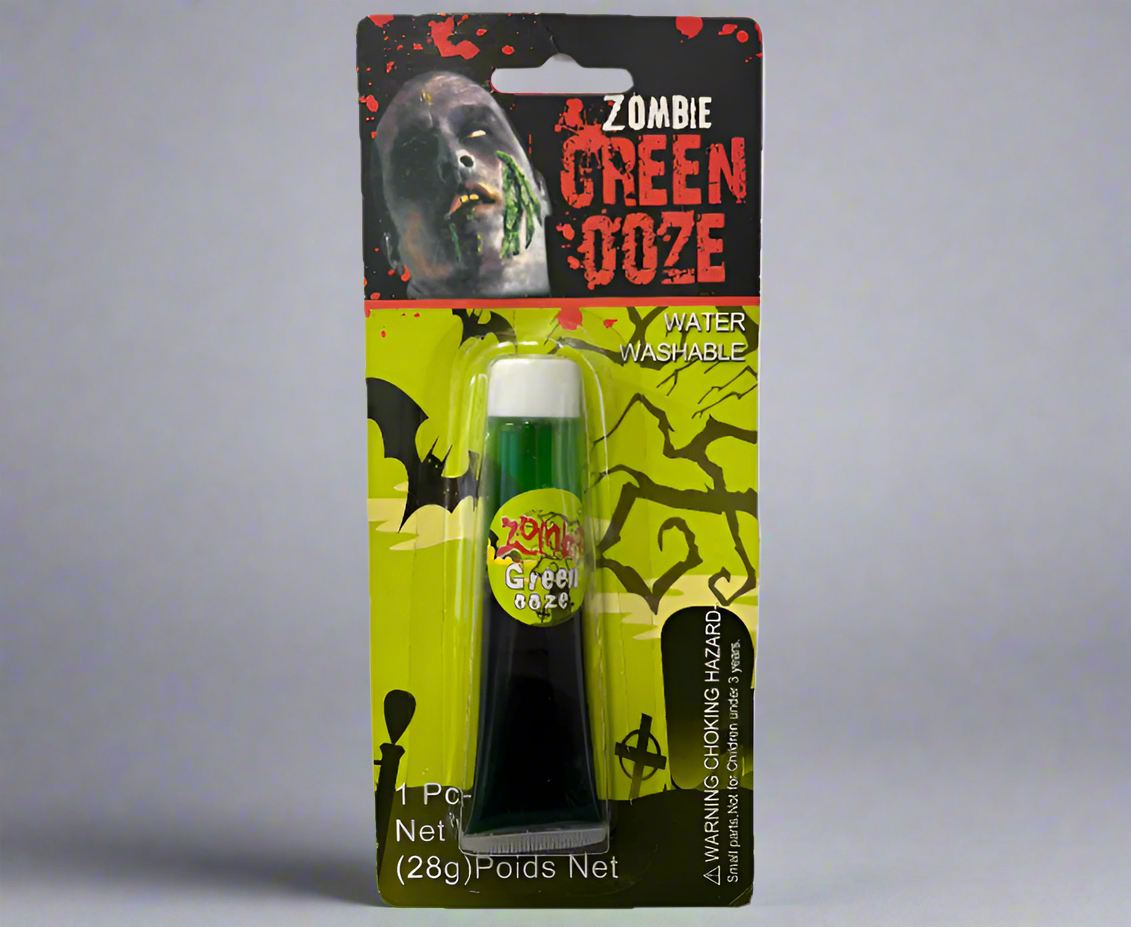 ZOMBIE
GREEN
OOZE
WATER
WASHABLE
Green
ooze
1 Pc-
Net
(28g)Poids Net
⚠WARNING CHOKING HAZARD-
Small parts.Not for Children under 3 years.